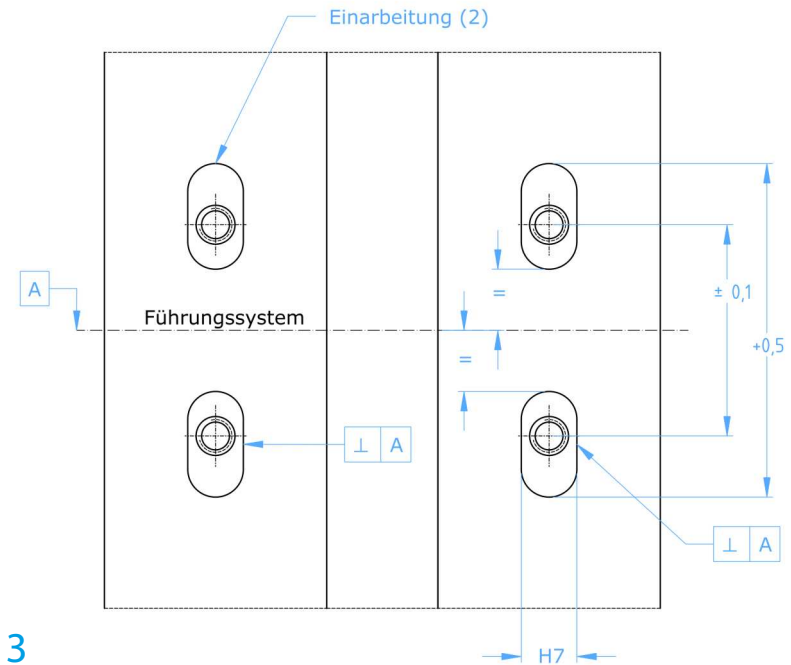 Einarbeitung (2)
A
=
± 0,1
Führungssystem
+0,5
=
⊥ A
⊥ A
3
H7